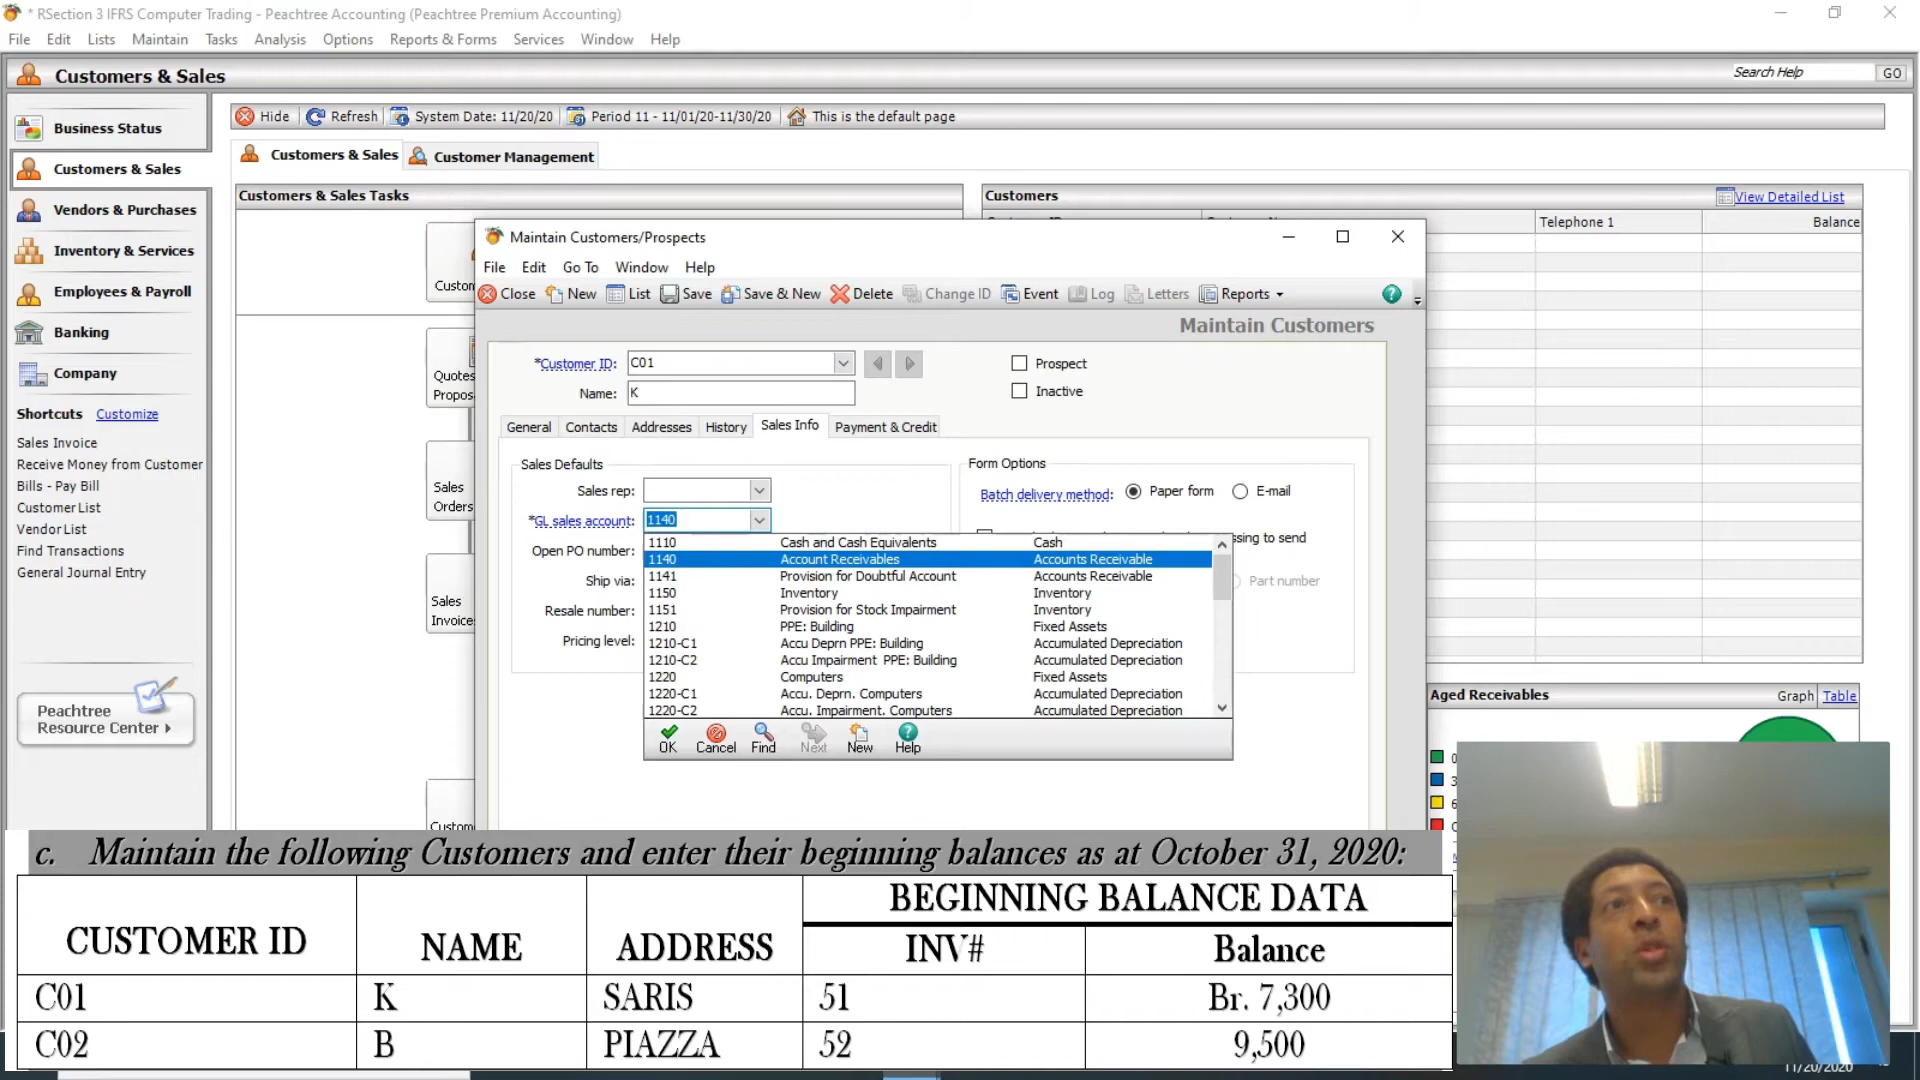 * RSection 3 IFRS Computer Trading - Peachtree Accounting (Peachtree Premium Accounting)
File Edit Lists Maintain Tasks Analysis Options Reports & Forms Services Window Help
Customers & Sales
Search Help GO
Business Status
Customers & Sales
Vendors & Purchases
Inventory & Services
Employees & Payroll
Banking
Company
Shortcuts Customize
Sales Invoice
Receive Money from Customer
Bills - Pay Bill
Customer List
Vendor List
Find Transactions
General Journal Entry
Peachtree
Resource Center
Hide Refresh System Date: 11/20/20 Period 11 - 11/01/20-11/30/20 This is the default page
Customers & Sales Customer Management
Customers & Sales Tasks
Quotes
Sales
Orders
Sales
Customers View Detailed List
Telephone 1 Balance
Aged Receivables Graph Table
Maintain Customers/Prospects
File Edit Go To Window Help
Close New List Save Save & New Delete Change ID Event Log Letters Reports
Maintain Customers
*Customer ID: C01
Name: K
Prospect
Inactive
General Contacts Addresses History Sales Info Payment & Credit
Sales Defaults
Sales rep:
*GL sales account: 1140
Open PO number:
Ship via:
Resale number:
Pricing level:
Form Options
Batch delivery method: Paper form E-mail
to send
Part number
1110 Cash and Cash Equivalents Cash
1140 Account Receivables Accounts Receivable
1141 Provision for Doubtful Account Accounts Receivable
1150 Inventory Inventory
1151 Provision for Stock Impairment Inventory
1210 PPE: Building Fixed Assets
1210-C1 Accu Deprn PPE: Building Accumulated Depreciation
1210-C2 Accu Impairment PPE: Building Accumulated Depreciation
1220 Computers Fixed Assets
1220-C1 Accu. Deprn. Computers Accumulated Depreciation
1220-C2 Accu. Impairment. Computers Accumulated Depreciation
OK Cancel Find Next New Help
c. Maintain the following Customers and enter their beginning balances as at October 31, 2020:
CUSTOMER ID NAME ADDRESS BEGINNING BALANCE DATA
INV# Balance
C01 K SARIS 51 Br. 7,300
C02 B PIAZZA 52 9,500
11/20/2020